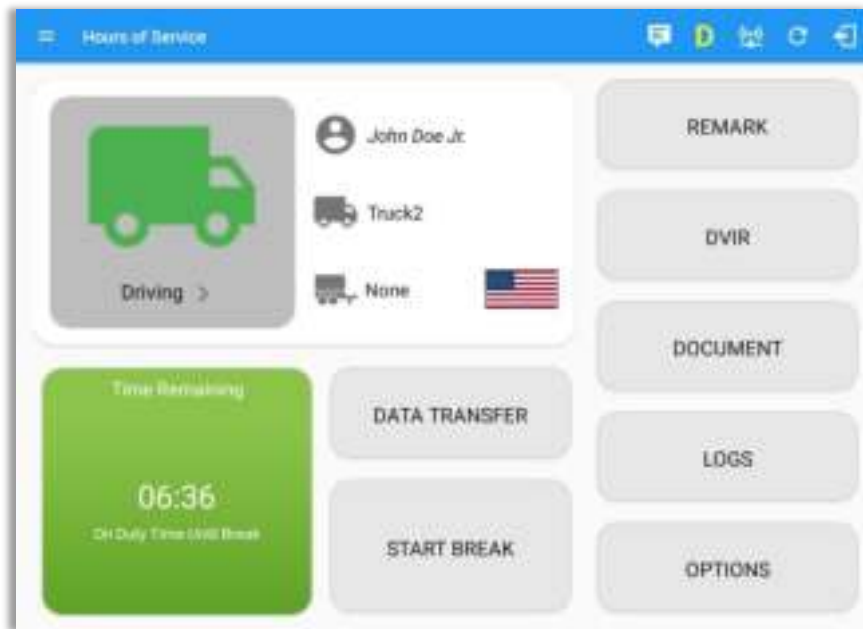 Hours of Service
D
John Doe Jr.
Truck2
None
Driving >
REMARK
DVIR
DOCUMENT
LOGS
OPTIONS
Time Remaining
06:36
On Duty Time Until Break
DATA TRANSFER
START BREAK